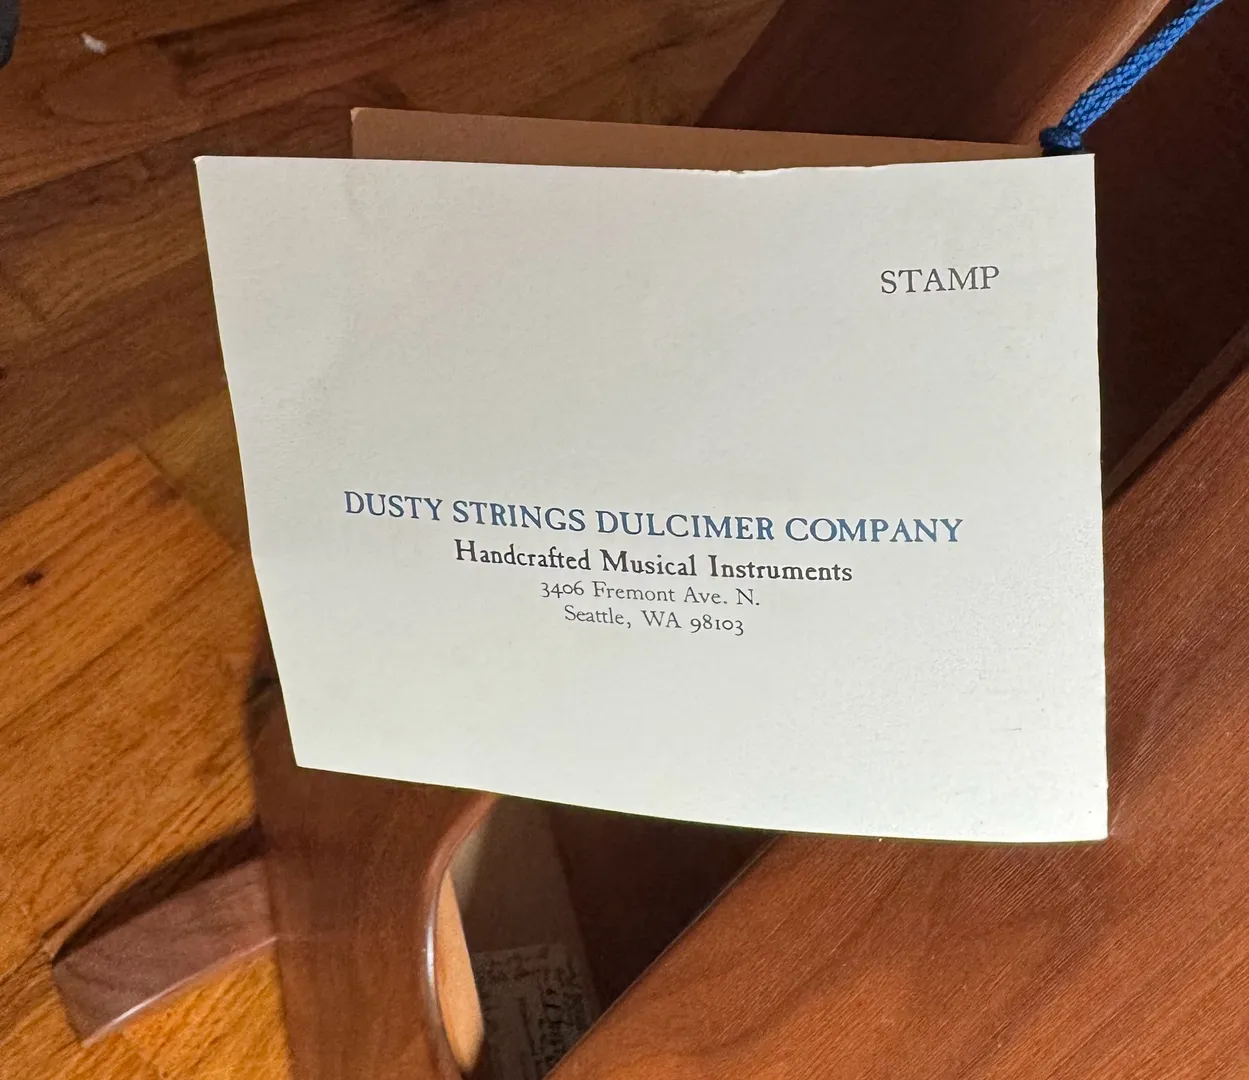 STAMP
DUSTY STRINGS DULCIMER COMPANY
Handcrafted Musical Instruments
3406 Fremont Ave. N.
Seattle, WA 98103